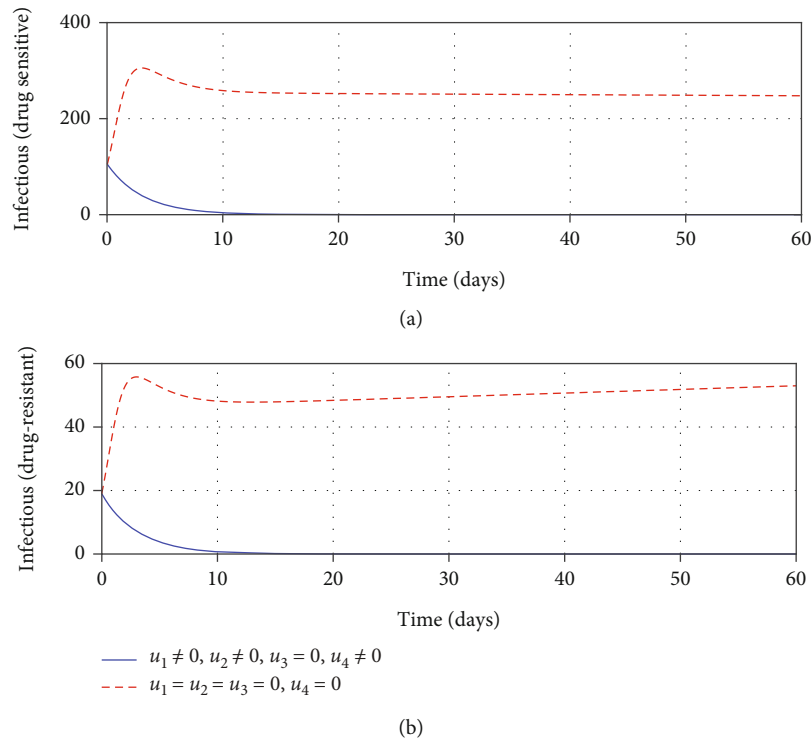 400
200
0
0 10 20 30 40 50 60
Infectious (drug sensitive)
Time (days)
(a)
60
40
20
0
0 10 20 30 40 50 60
Infectious (drug-resistant)
Time (days)
u₁ ≠ 0, u₂ ≠ 0, u₃ = 0, u₄ ≠ 0
u₁ = u₂ = u₃ = 0, u₄ = 0
(b)